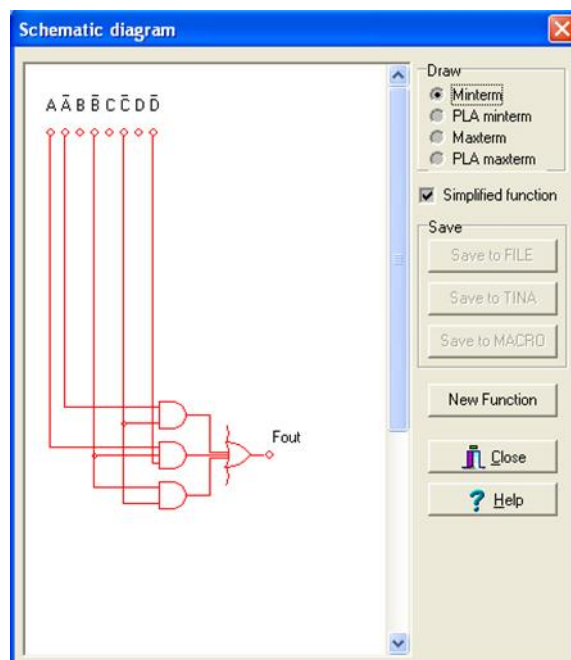 Schematic diagram
A A̅ B B̅ C C̅ D D̅
Fout
Draw
Minterm
PLA minterm
Maxterm
PLA maxterm
Simplified function
Save
Save to FILE
Save to TINA
Save to MACRO
New Function
Close
Help